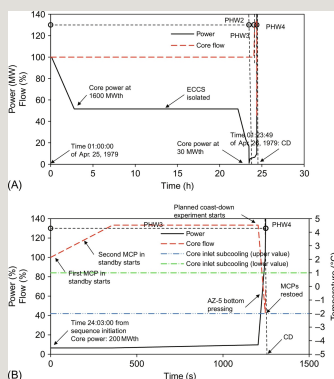 PHW2
PHW4
PHW3
Power
Core flow
140
120
100
80
60
40
20
0
Power (MW)
Flow (%)
Core power at
1600 MWth
ECCS
isolated
Time 01:00:00
of Apr 25, 1979
Core power at
30 MWth
Time 01:23:49
of Apr 26, 1979: CD
0 5 10 15 20 25 30
(A) Time (h)
Planned coast-down
experiment starts
PHW3
PHW4
140
120
100
80
60
40
20
0
Power (%)
Flow (%)
Second MCP in
standby starts
First MCP in
standby starts
Power
Core flow
Core inlet subcooling (upper value)
Core inlet subcooling (lower value)
AZ-5 bottom
pressing
MCPs
restored
Time 24:03:00 from
sequence initiation
Core power: 200 MWth
CD
5
4
3
2
1
0
-1
-2
-3
-4
-5
Temperature (°C)
0 500 1000 1500
(B) Time (s)